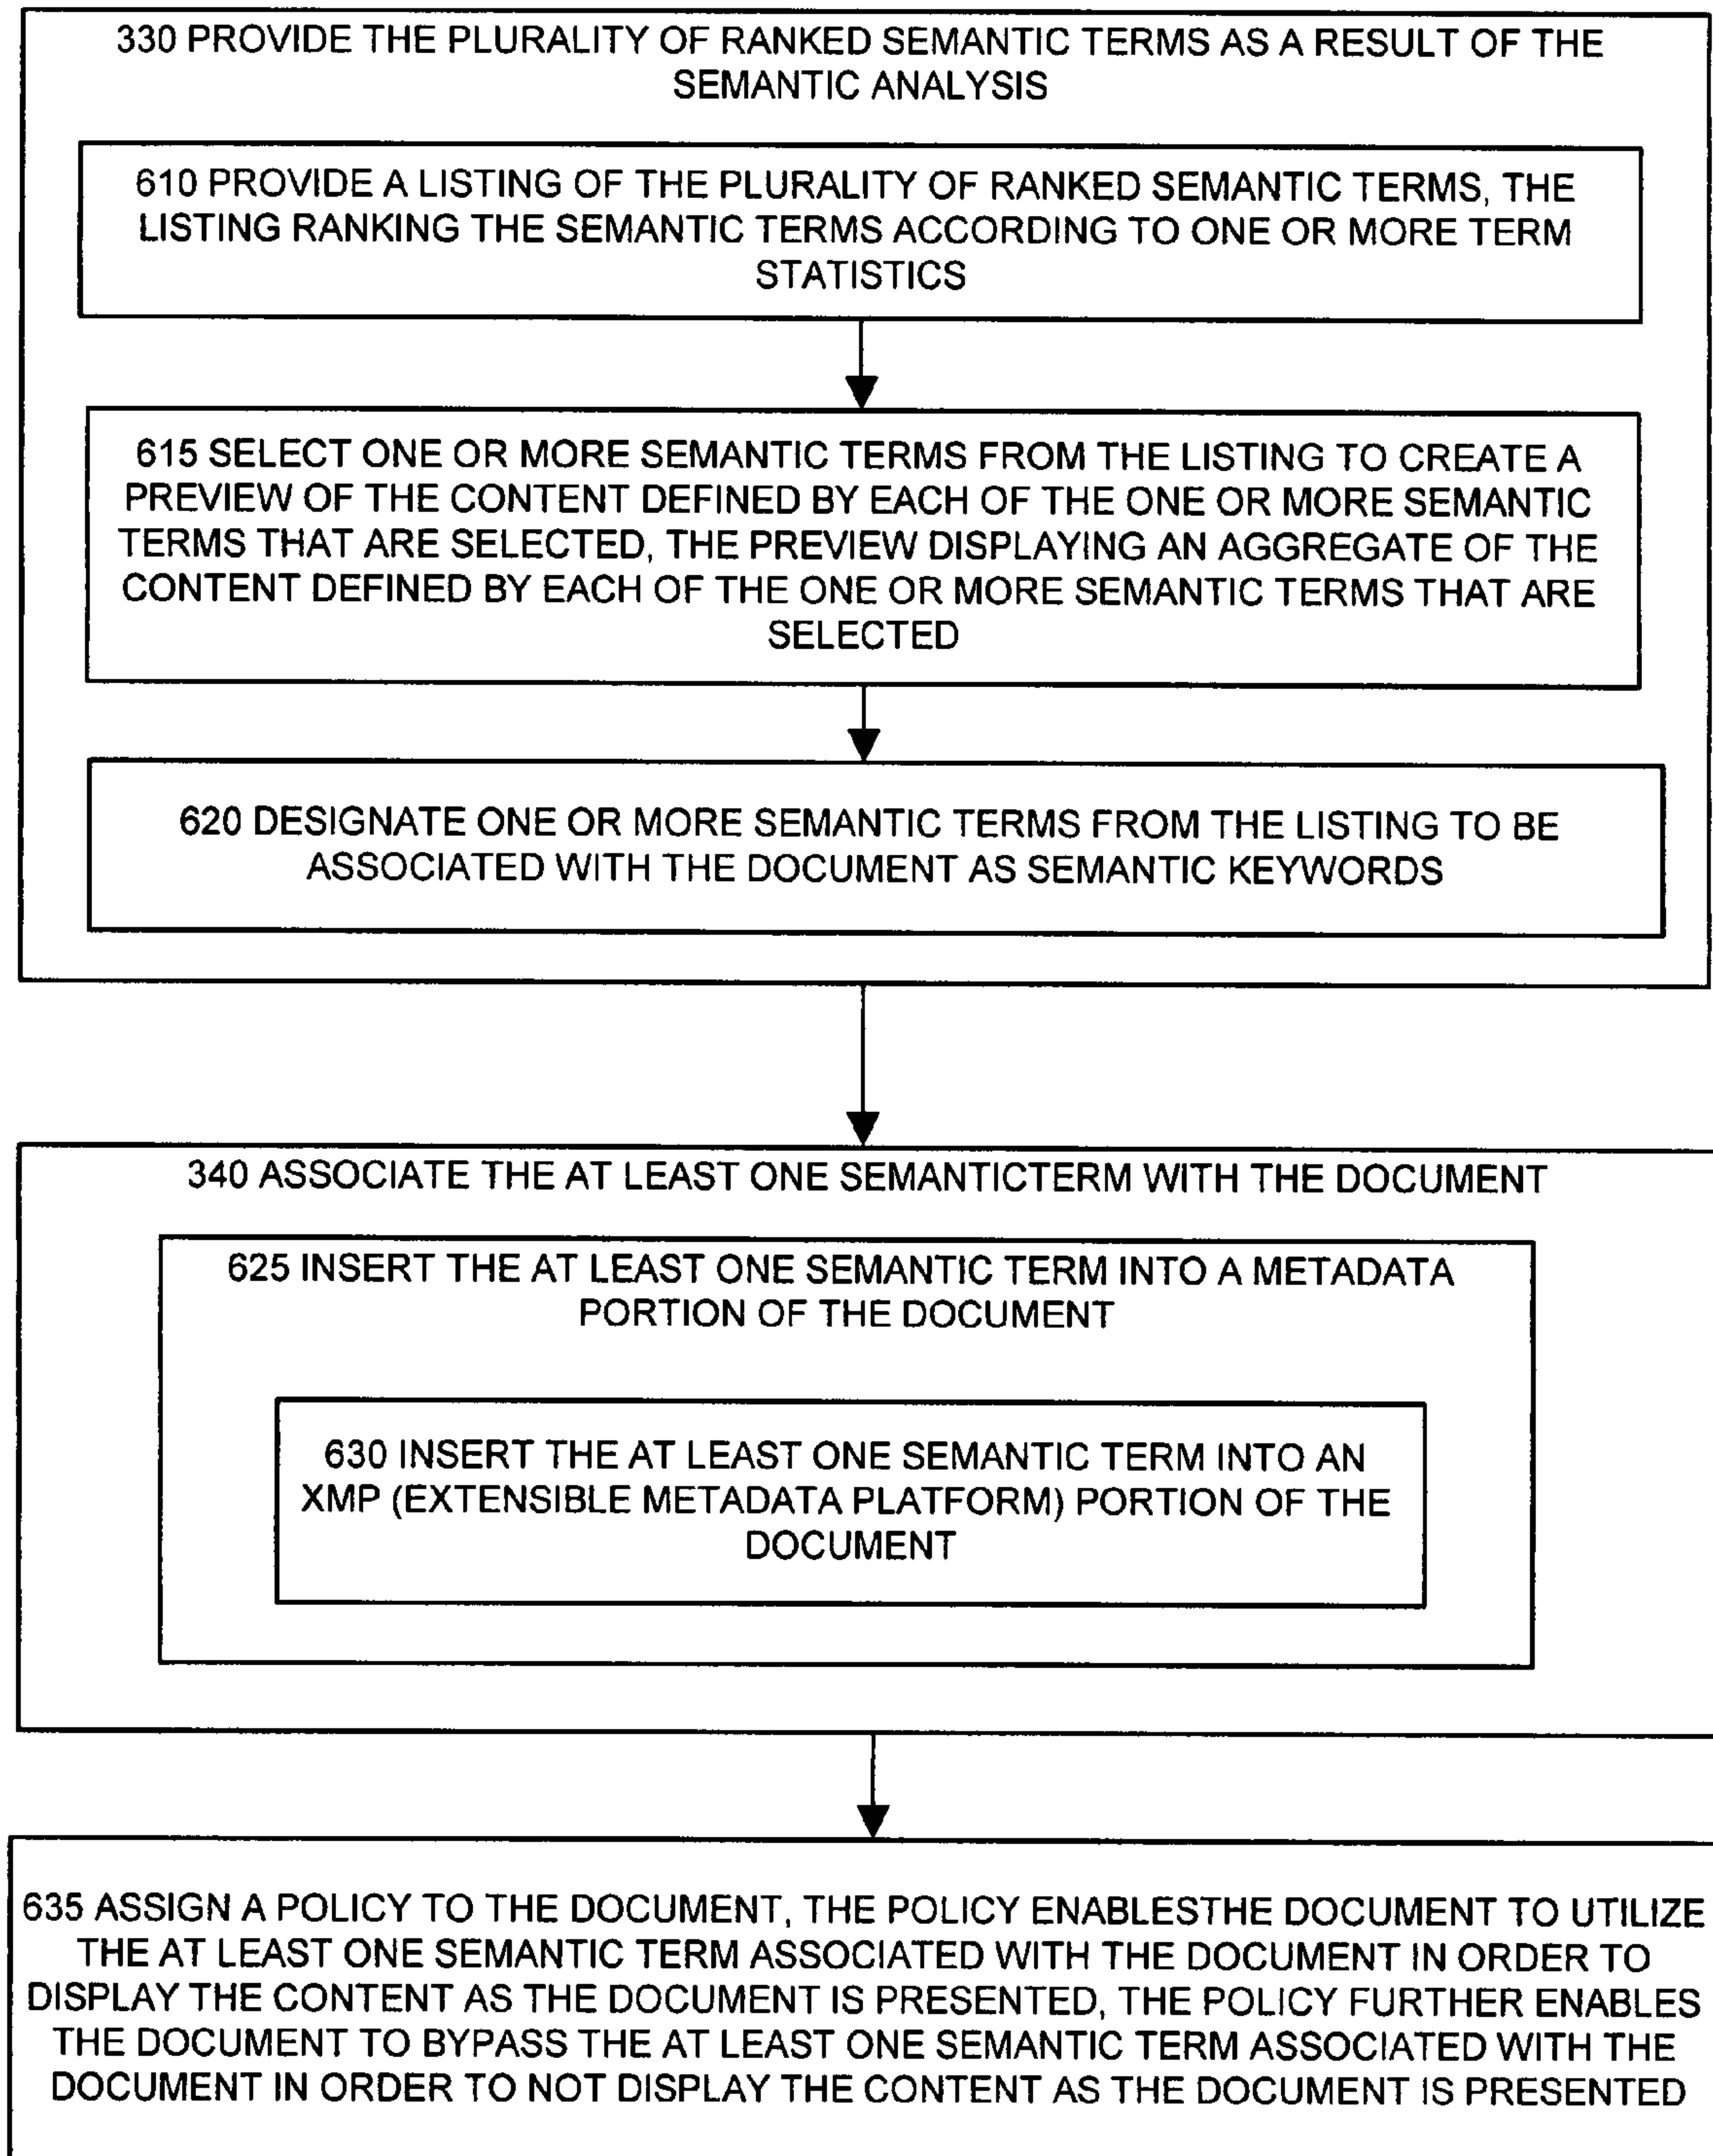 330 PROVIDE THE PLURALITY OF RANKED SEMANTIC TERMS AS A RESULT OF THE
SEMANTIC ANALYSIS
610 PROVIDE A LISTING OF THE PLURALITY OF RANKED SEMANTIC TERMS, THE
LISTING RANKING THE SEMANTIC TERMS ACCORDING TO ONE OR MORE TERM
STATISTICS
615 SELECT ONE OR MORE SEMANTIC TERMS FROM THE LISTING TO CREATE A
PREVIEW OF THE CONTENT DEFINED BY EACH OF THE ONE OR MORE SEMANTIC
TERMS THAT ARE SELECTED, THE PREVIEW DISPLAYING AN AGGREGATE OF THE
CONTENT DEFINED BY EACH OF THE ONE OR MORE SEMANTIC TERMS THAT ARE
SELECTED
620 DESIGNATE ONE OR MORE SEMANTIC TERMS FROM THE LISTING TO BE
ASSOCIATED WITH THE DOCUMENT AS SEMANTIC KEYWORDS
340 ASSOCIATE THE AT LEAST ONE SEMANTICTERM WITH THE DOCUMENT
625 INSERT THE AT LEAST ONE SEMANTIC TERM INTO A METADATA
PORTION OF THE DOCUMENT
630 INSERT THE AT LEAST ONE SEMANTIC TERM INTO AN
XMP (EXTENSIBLE METADATA PLATFORM) PORTION OF THE
DOCUMENT
635 ASSIGN A POLICY TO THE DOCUMENT, THE POLICY ENABLESTHE DOCUMENT TO UTILIZE
THE AT LEAST ONE SEMANTIC TERM ASSOCIATED WITH THE DOCUMENT IN ORDER TO
DISPLAY THE CONTENT AS THE DOCUMENT IS PRESENTED, THE POLICY FURTHER ENABLES
THE DOCUMENT TO BYPASS THE AT LEAST ONE SEMANTIC TERM ASSOCIATED WITH THE
DOCUMENT IN ORDER TO NOT DISPLAY THE CONTENT AS THE DOCUMENT IS PRESENTED